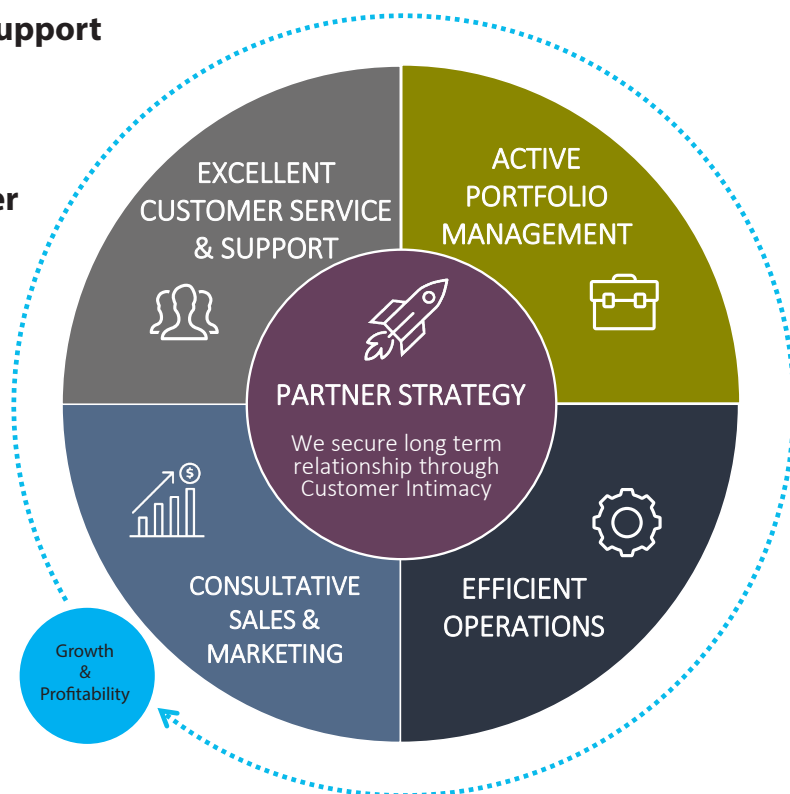 upport
er
EXCELLENT
CUSTOMER SERVICE
& SUPPORT
ACTIVE
PORTFOLIO
MANAGEMENT
PARTNER STRATEGY
We secure long term
relationship through
Customer Intimacy
$
CONSULTATIVE
SALES &
MARKETING
EFFICIENT
OPERATIONS
Growth
&
Profitability